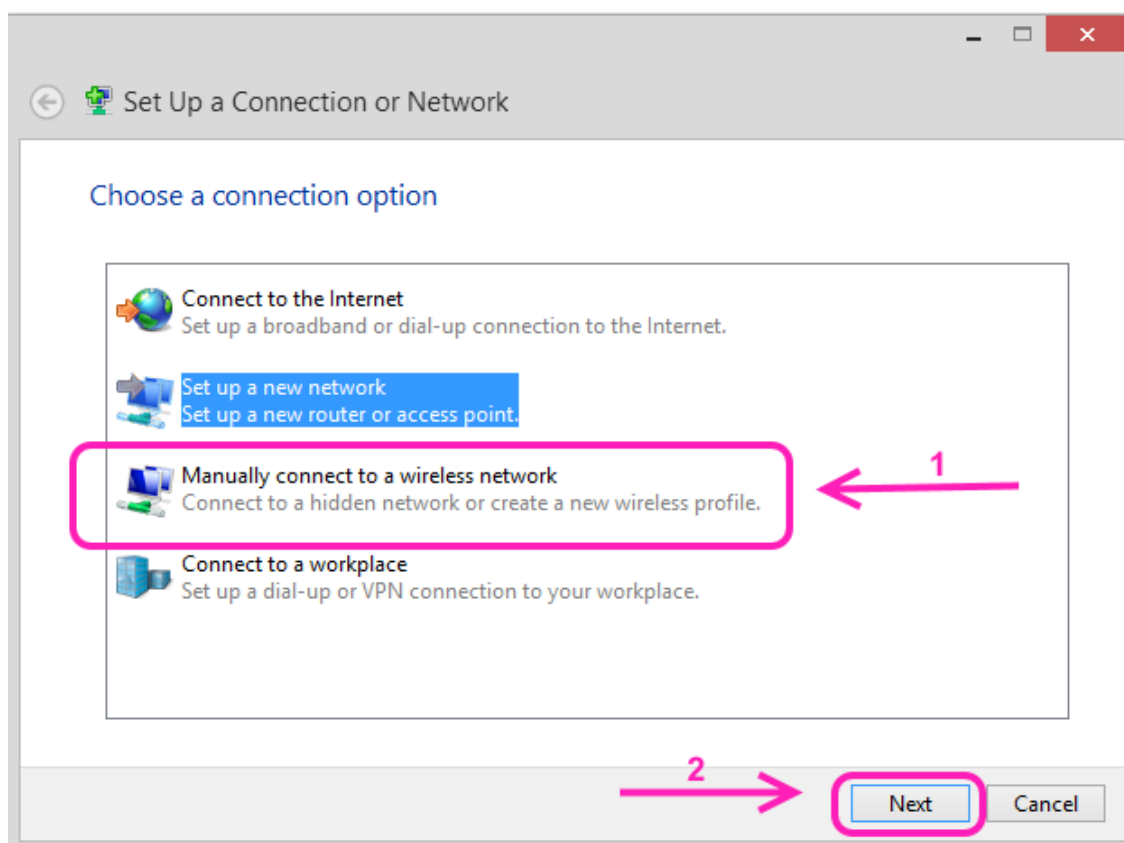 Set Up a Connection or Network
Choose a connection option
Connect to the Internet
Set up a broadband or dial-up connection to the Internet.
Set up a new network
Set up a new router or access point.
Manually connect to a wireless network
Connect to a hidden network or create a new wireless profile.
1
Connect to a workplace
Set up a dial-up or VPN connection to your workplace.
2
Next
Cancel